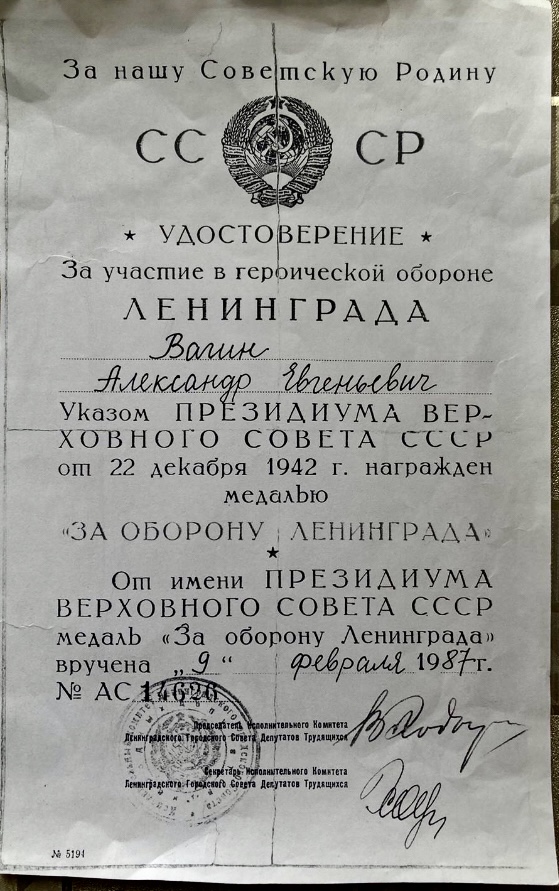 За нашу Советскую Родину
СС СР
★ УДОСТОВЕРЕНИЕ ★
За участие в героической обороне
ЛЕНИНГРАДА
Вагин
Александр Евгеньевич
Указом ПРЕЗИДИУМА ВЕР-
ХОВНОГО СОВЕТА СССР
от 22 декабря 1942 г. награжден
медалью
«ЗА ОБОРОНУ ЛЕНИНГРАДА»
★
От имени ПРЕЗИДИУМА
ВЕРХОВНОГО СОВЕТА СССР
медаль «За оборону Ленинграда»
вручена „9“ февраля 1987 г.
№ АС 14626
Председатель Исполнительного Комитета
Ленинградского Городского Совета Депутатов Трудящихся
Секретарь Исполнительного Комитета
Ленинградского Городского Совета Депутатов Трудящихся
№ 5194